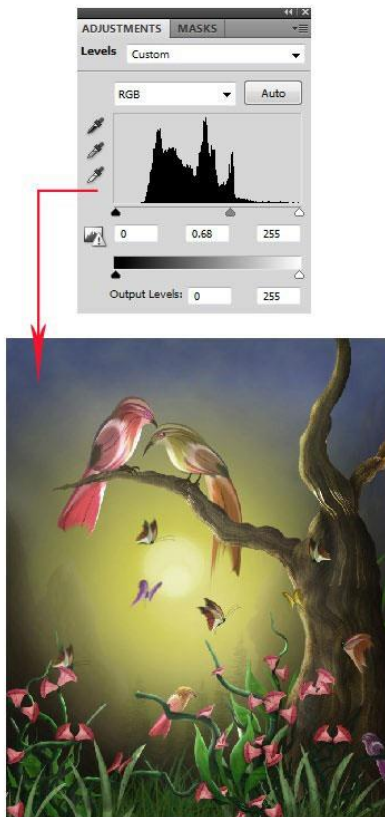 ADJUSTMENTS MASKS
Levels Custom
RGB Auto
0 0.68 255
Output Levels: 0 255